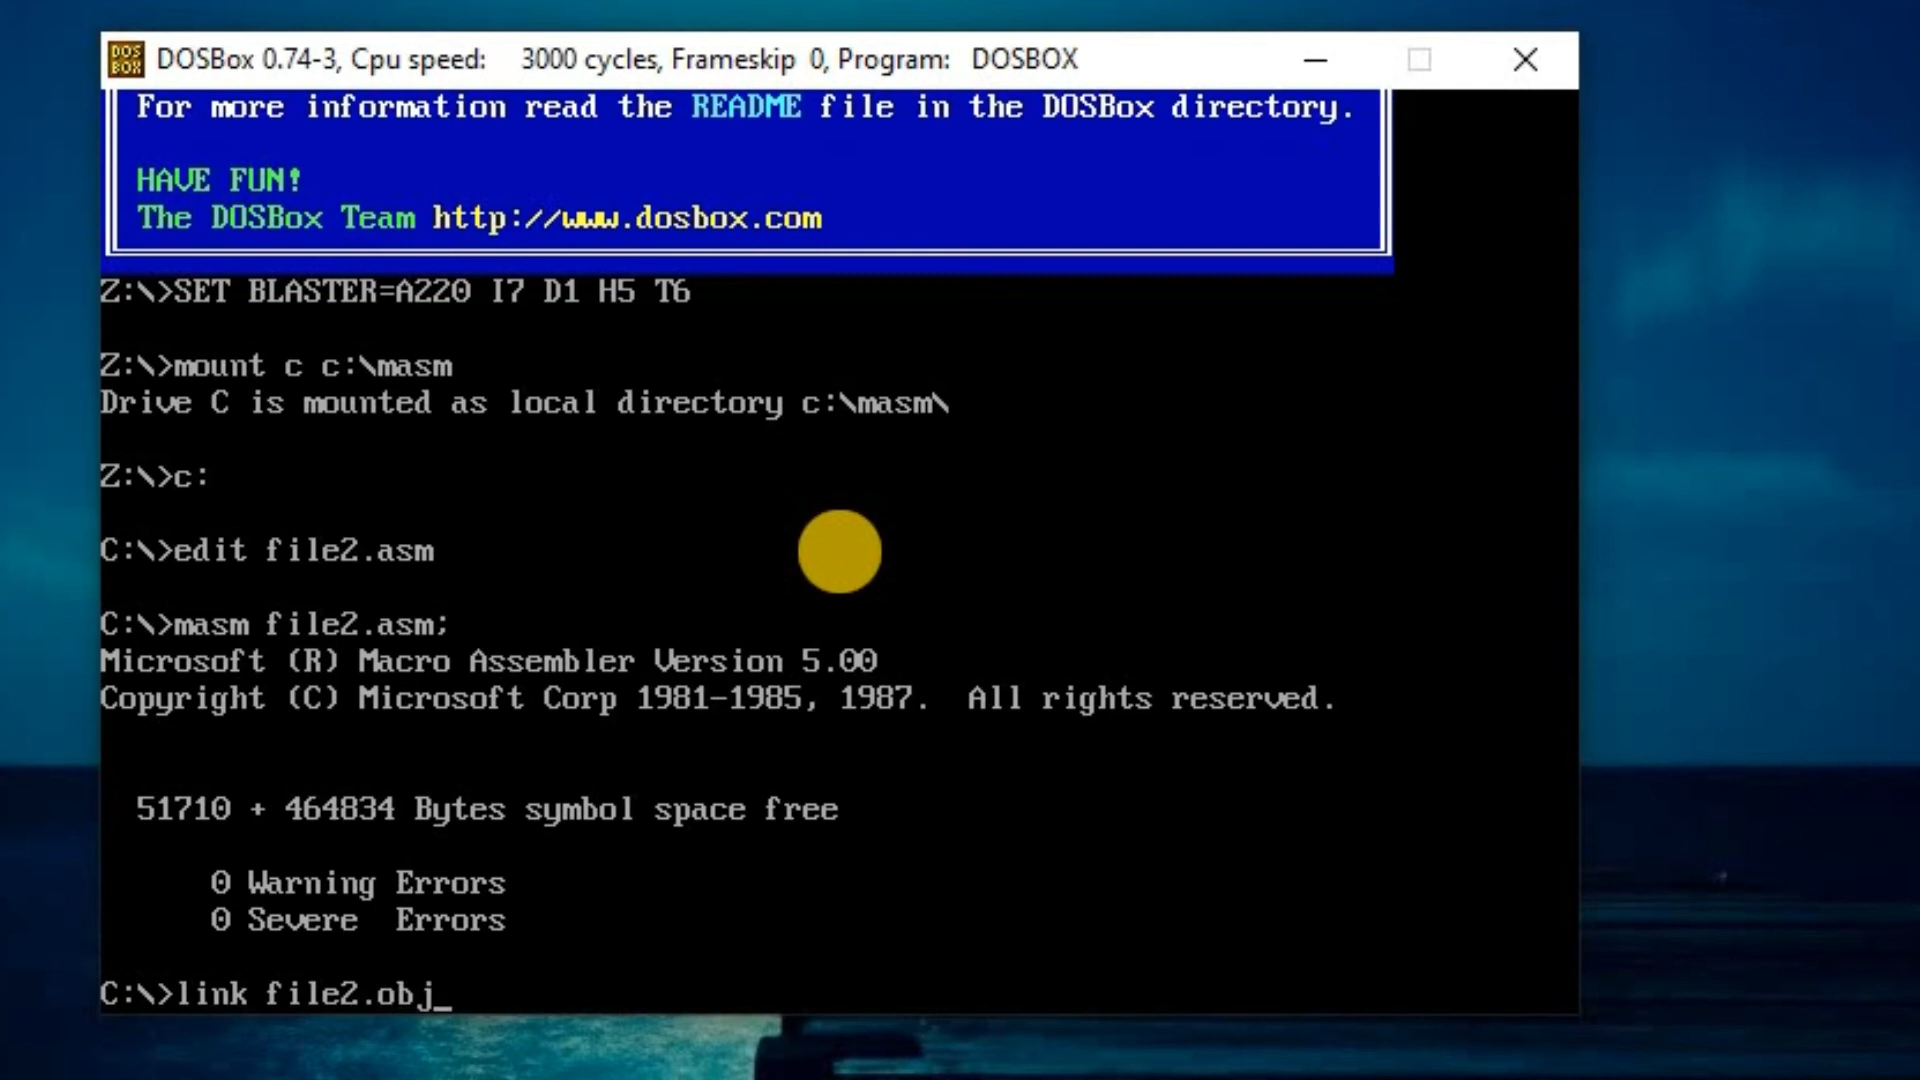 DOS
BOX
DOSBox 0.74-3, Cpu speed: 3000 cycles, Frameskip 0, Program: DOSBOX
For more information read the README file in the DOSBox directory.
HAVE FUN!
The DOSBox Team http://www.dosbox.com
Z:\>SET BLASTER=A220 I7 D1 H5 T6
Z:\>mount c c:\masm
Drive C is mounted as local directory c:\masm\
Z:\>c:
C:\>edit file2.asm
C:\>masm file2.asm;
Microsoft (R) Macro Assembler Version 5.00
Copyright (C) Microsoft Corp 1981-1985, 1987.  All rights reserved.
51710 + 464834 Bytes symbol space free
0 Warning Errors
0 Severe  Errors
C:\>link file2.obj_